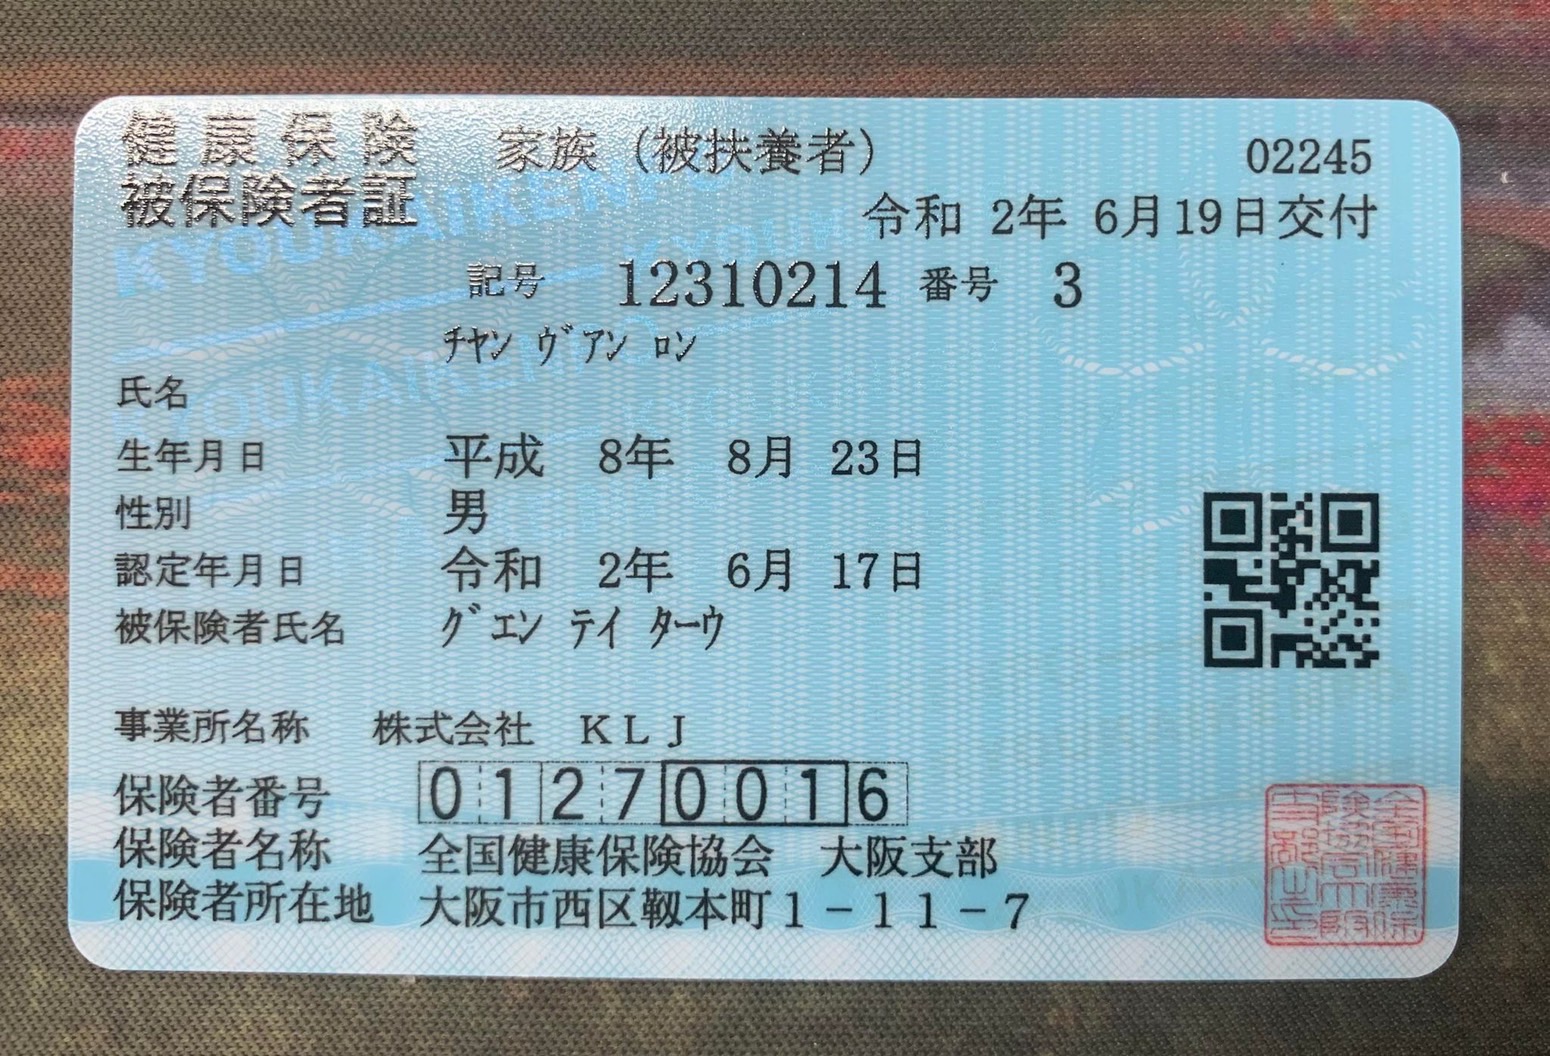 健康保険 家族（被扶養者） 02245
被保険者証 令和 2年 6月19日交付
記号 12310214 番号 3
ﾁﾔﾝ ｳﾞｱﾝ ﾛﾝ
氏名
生年月日 平成 8年 8月 23日
性別 男
認定年月日 令和 2年 6月 17日
被保険者氏名 ｸﾞｴﾝ ﾃｲ ﾀｰｳ
事業所名称 株式会社 ＫＬＪ
保険者番号 01270016
保険者名称 全国健康保険協会 大阪支部
保険者所在地 大阪市西区靱本町１－１１－７